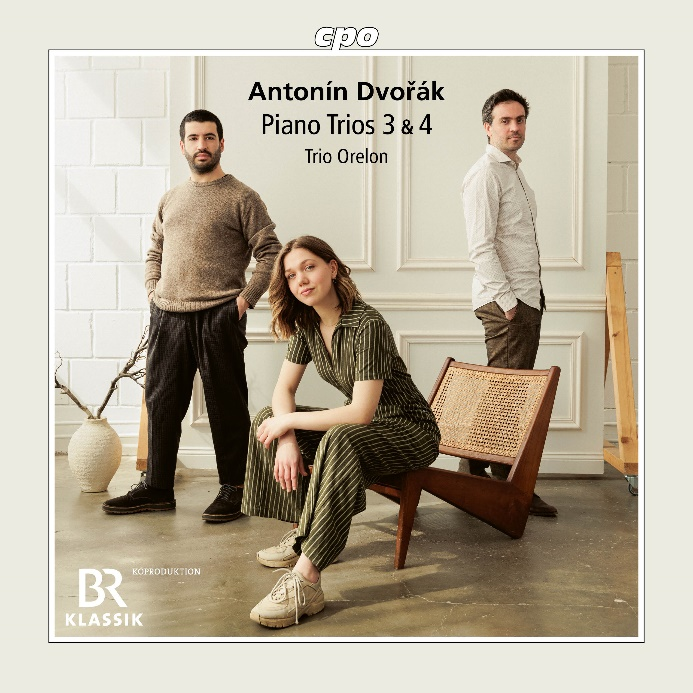 cpo
Antonín Dvořák
Piano Trios 3 & 4
Trio Orelon
BR KOPRODUKTION
KLASSIK